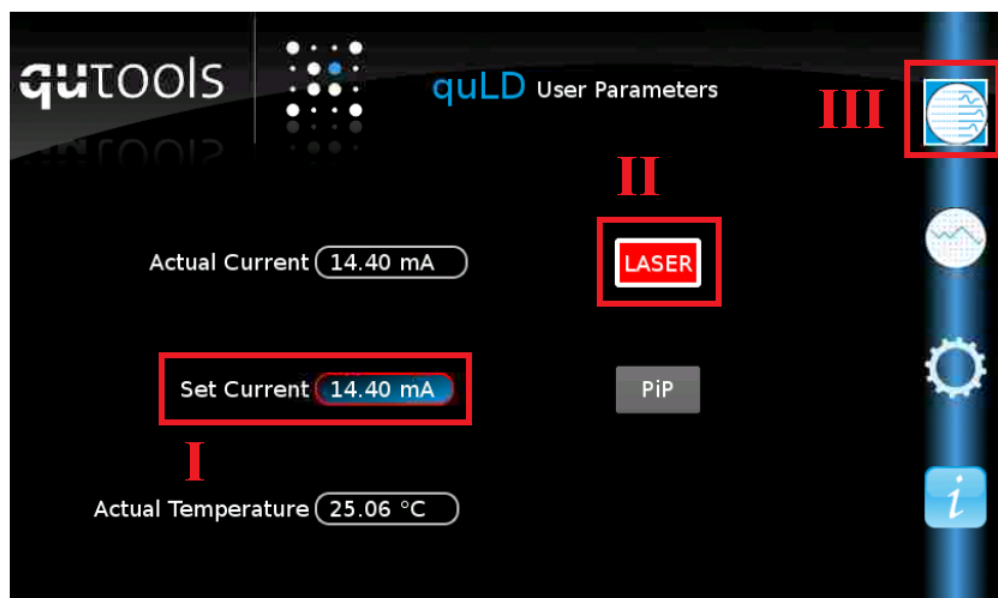 qutools
quLD User Parameters
III
II
Actual Current 14.40 mA
LASER
Set Current 14.40 mA
PiP
I
Actual Temperature 25.06 °C
i